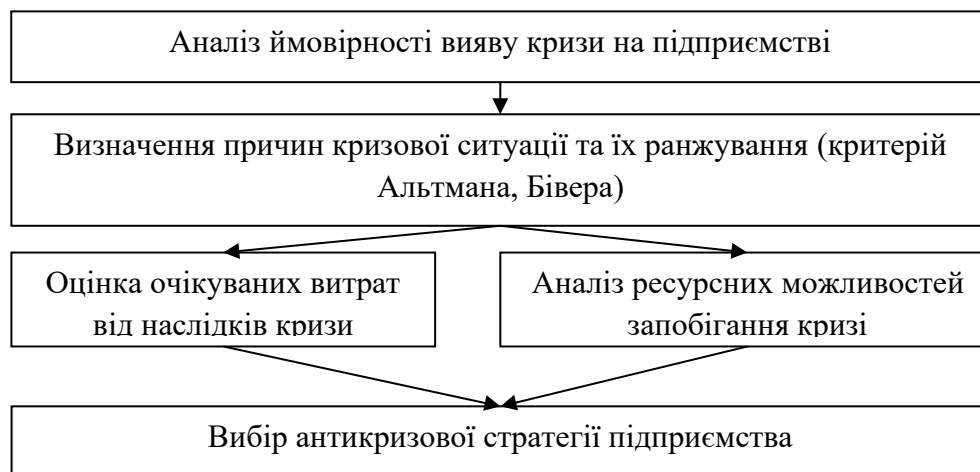 Аналіз ймовірності вияву кризи на підприємстві
Визначення причин кризової ситуації та їх ранжування (критерій
Альтмана, Бівера)
Оцінка очікуваних витрат
від наслідків кризи
Аналіз ресурсних можливостей
запобігання кризі
Вибір антикризової стратегії підприємства